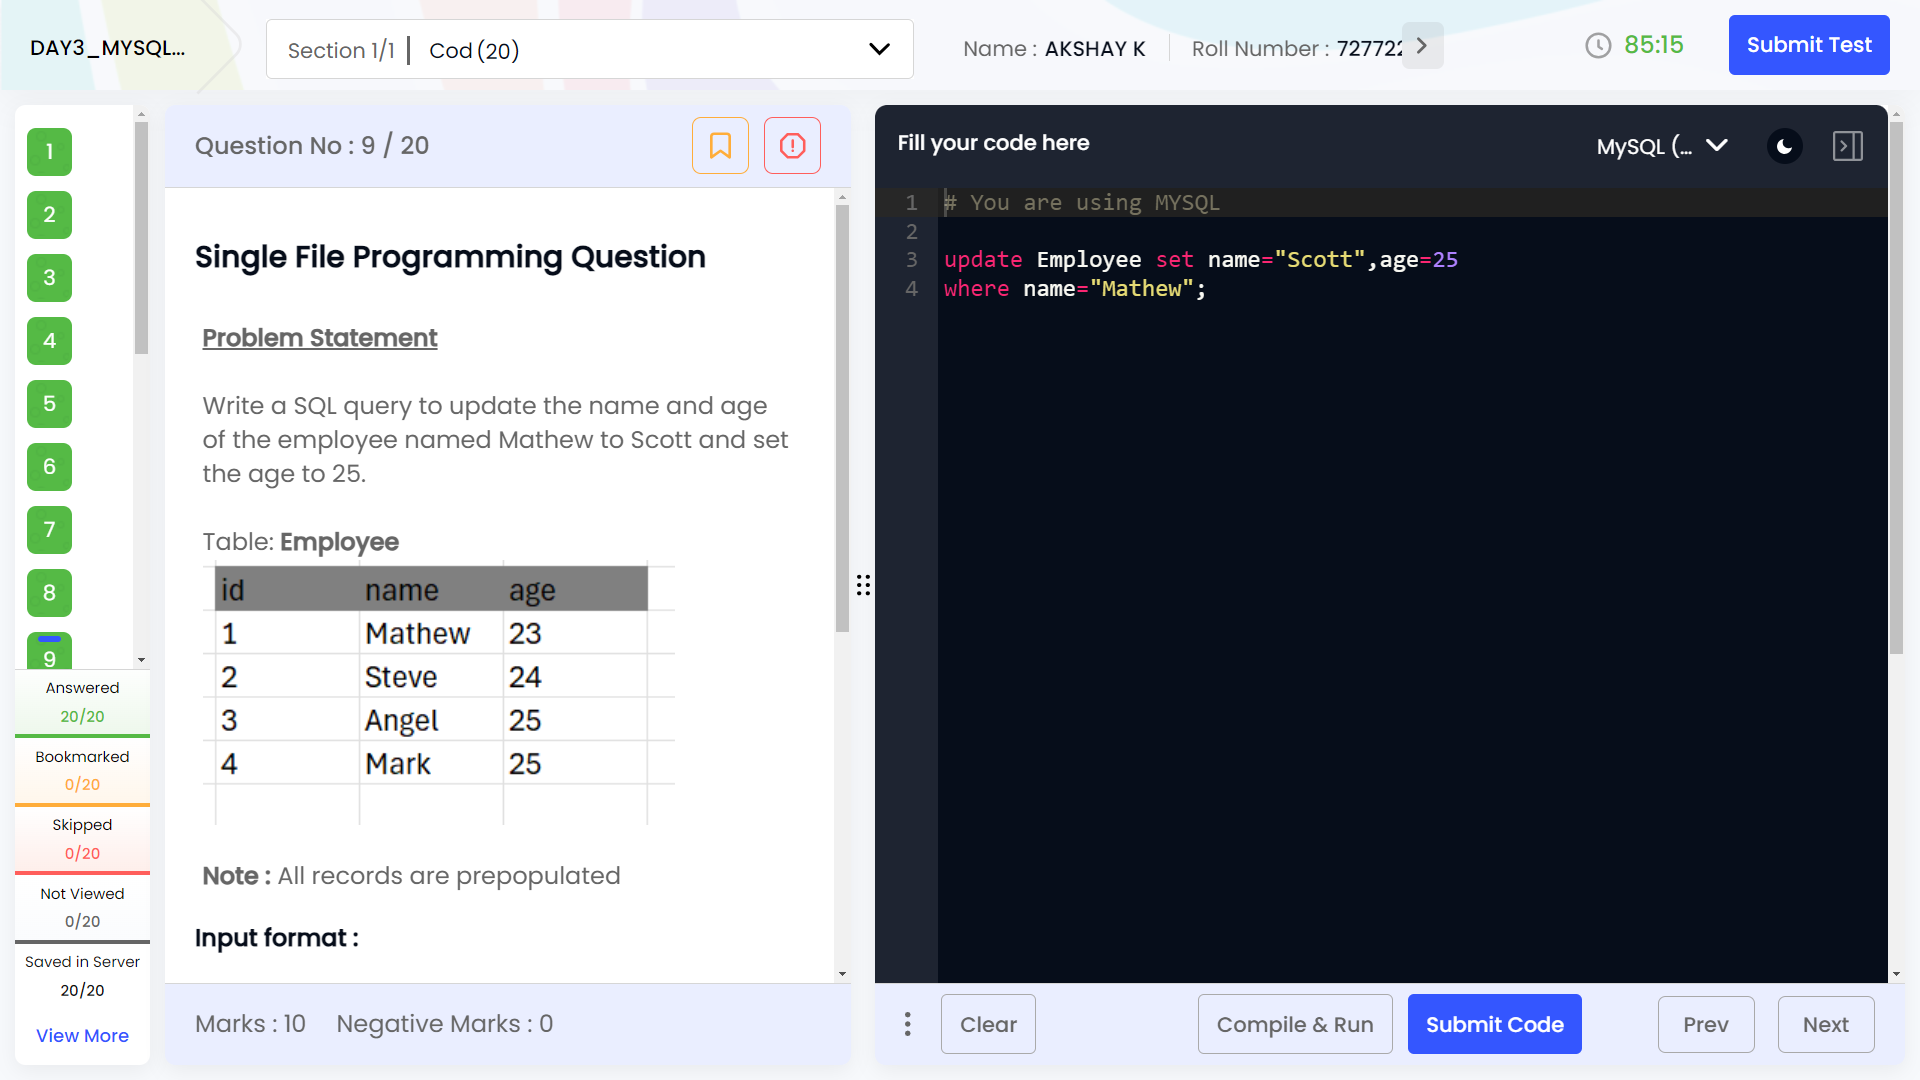 DAY3_MYSQL...
Section 1/1 | Cod (20)
Name : AKSHAY K
Roll Number : 727722
85:15
Submit Test
1
2
3
4
5
6
7
8
9
Answered
20/20
Bookmarked
0/20
Skipped
0/20
Not Viewed
0/20
Saved in Server
20/20
View More
Question No : 9 / 20
Single File Programming Question
Problem Statement
Write a SQL query to update the name and age
of the employee named Mathew to Scott and set
the age to 25.
Table: Employee
id name age
1 Mathew 23
2 Steve 24
3 Angel 25
4 Mark 25
Note : All records are prepopulated
Input format :
Marks : 10 Negative Marks : 0
Fill your code here
MySQL (...
1 # You are using MYSQL
2
3 update Employee set name="Scott",age=25
4 where name="Mathew";
Clear
Compile & Run
Submit Code
Prev
Next